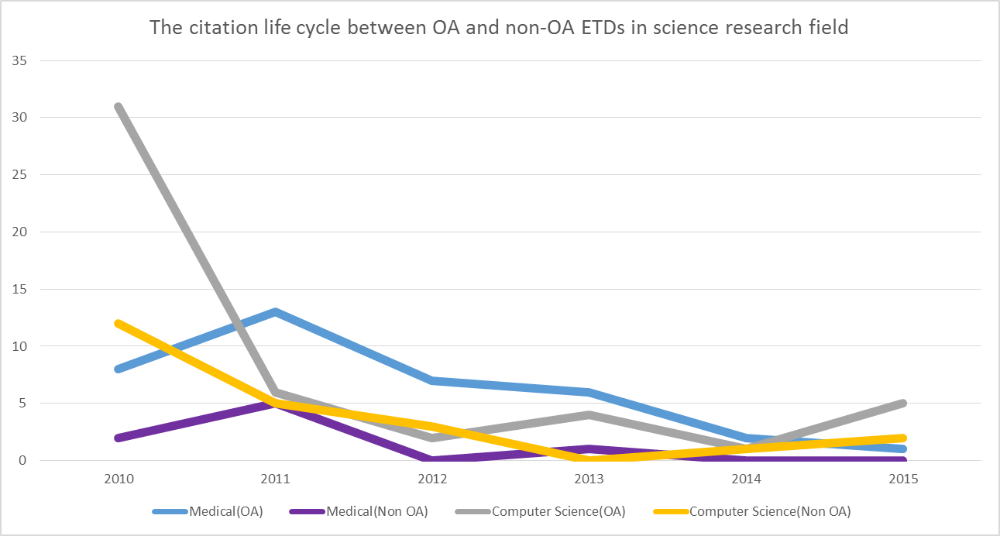 The citation life cycle between OA and non-OA ETDs in science research field
35
30
25
20
15
10
5
0
2010 2011 2012 2013 2014 2015
Medical(OA) Medical(Non OA) Computer Science(OA) Computer Science(Non OA)